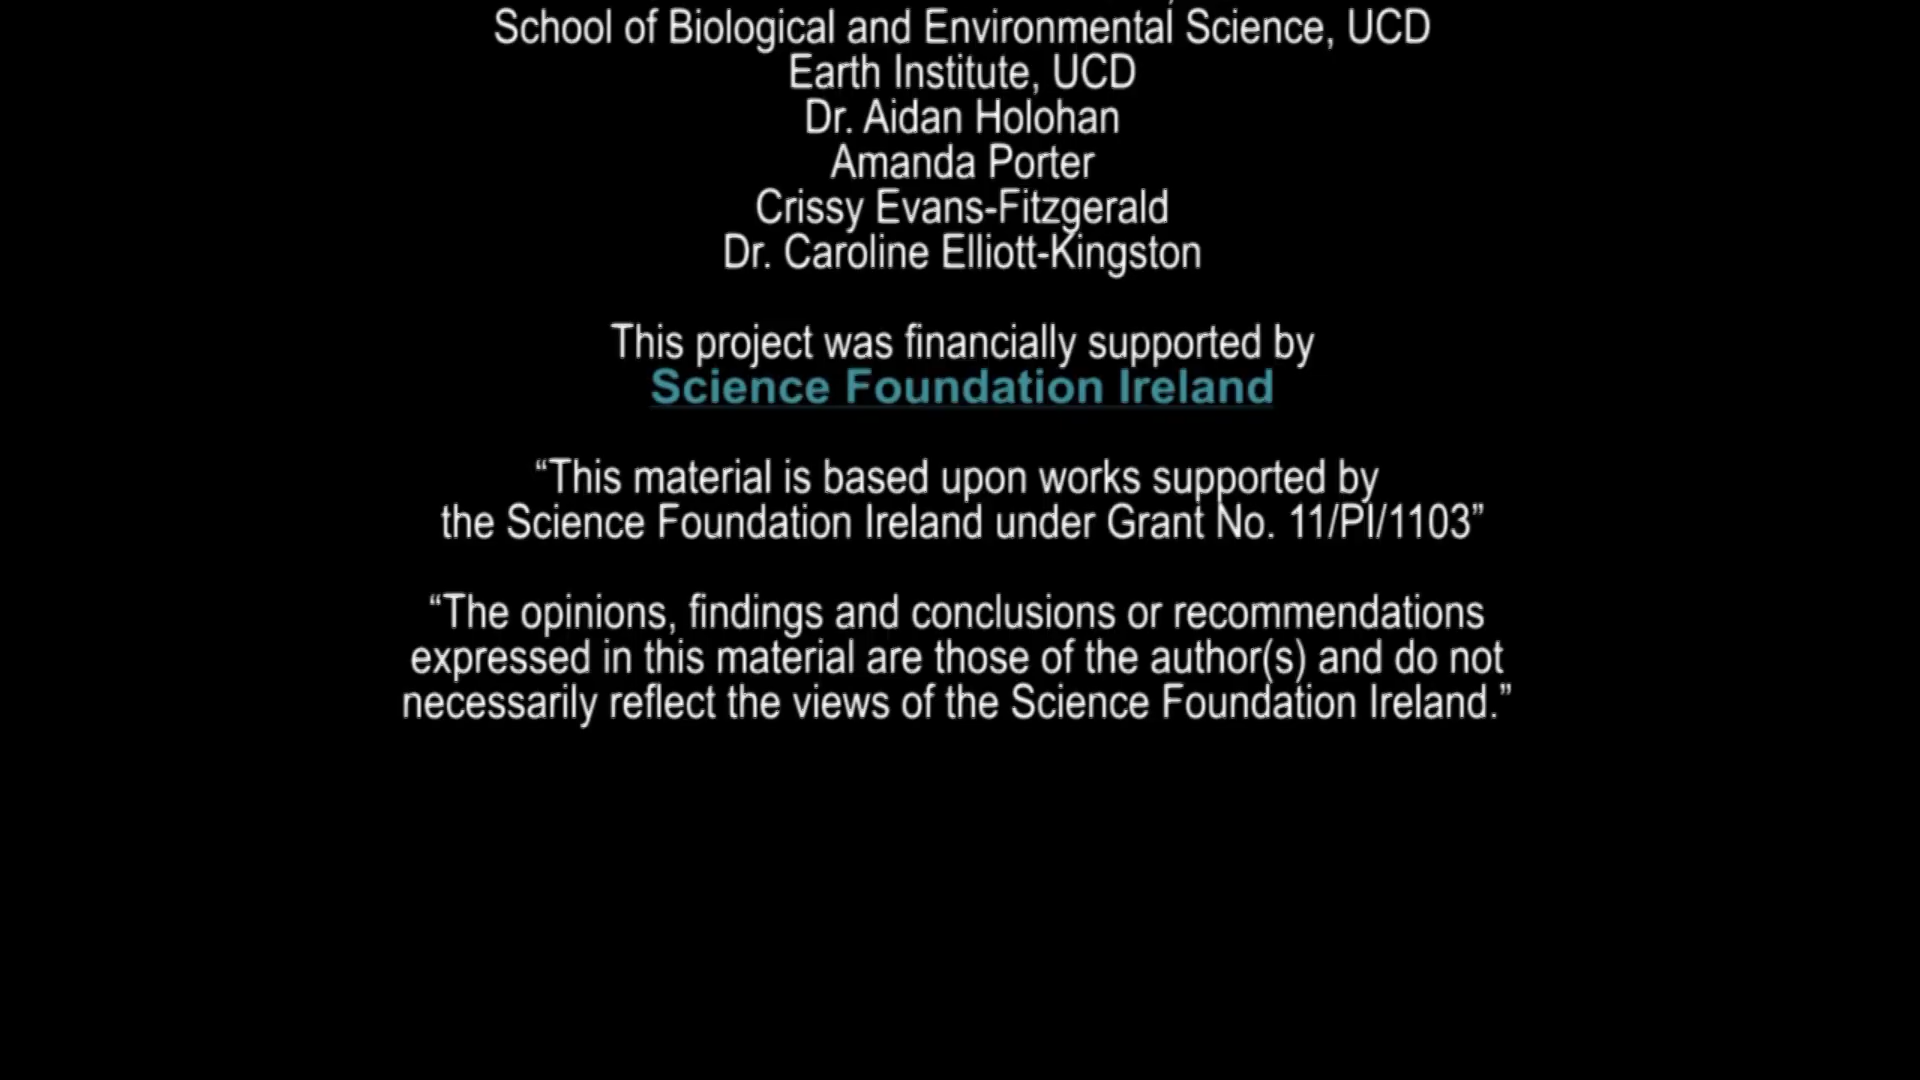 School of Biological and Environmental Science, UCD
Earth Institute, UCD
Dr. Aidan Holohan
Amanda Porter
Crissy Evans-Fitzgerald
Dr. Caroline Elliott-Kingston
This project was financially supported by
Science Foundation Ireland
“This material is based upon works supported by
the Science Foundation Ireland under Grant No. 11/PI/1103”
“The opinions, findings and conclusions or recommendations
expressed in this material are those of the author(s) and do not
necessarily reflect the views of the Science Foundation Ireland.”